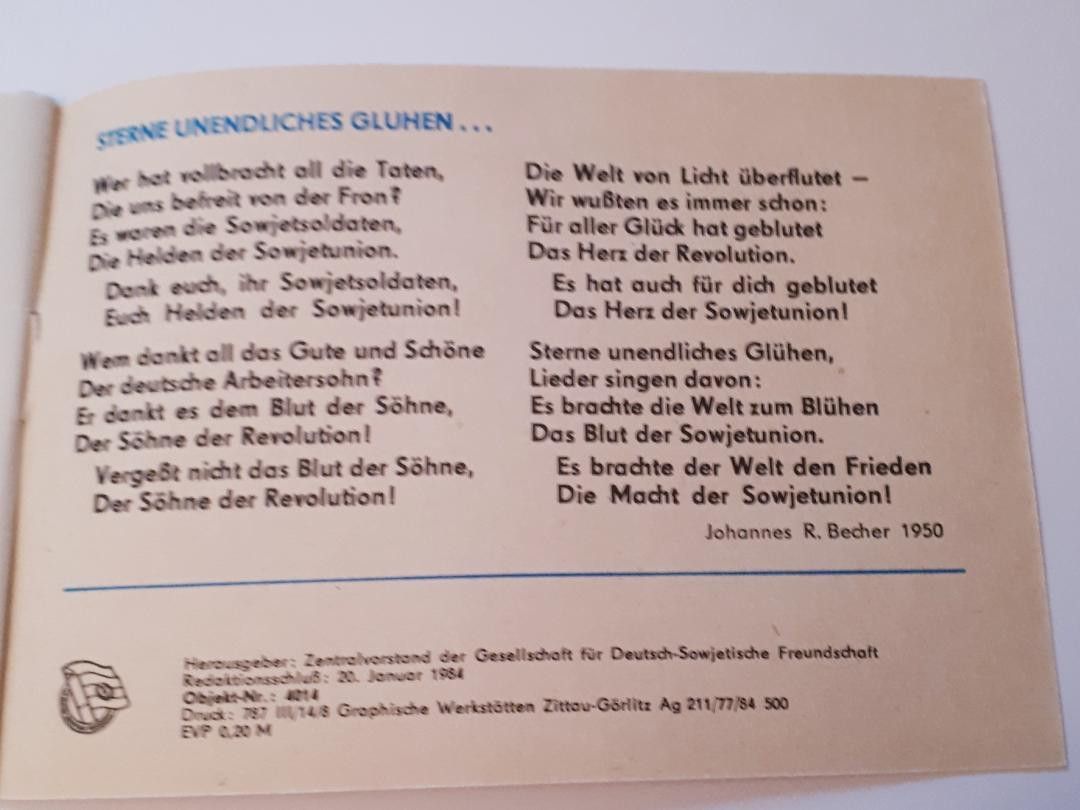 STERNE UNENDLICHES GLUHEN ...
Wer hat vollbracht all die Taten,
Die uns befreit von der Fron?
Es waren die Sowjetsoldaten,
Die Helden der Sowjetunion.
Dank euch, ihr Sowjetsoldaten,
Euch Helden der Sowjetunion!
Wem dankt all das Gute und Schöne
Der deutsche Arbeitersohn?
Er dankt es dem Blut der Söhne,
Der Söhne der Revolution!
Vergeßt nicht das Blut der Söhne,
Der Söhne der Revolution!
Die Welt von Licht überflutet —
Wir wußten es immer schon:
Für aller Glück hat geblutet
Das Herz der Revolution.
Es hat auch für dich geblutet
Das Herz der Sowjetunion!
Sterne unendliches Glühen,
Lieder singen davon:
Es brachte die Welt zum Blühen
Das Blut der Sowjetunion.
Es brachte der Welt den Frieden
Die Macht der Sowjetunion!
Johannes R. Becher 1950
Herausgeber: Zentralvorstand der Gesellschaft für Deutsch-Sowjetische Freundschaft
Redaktionsschluß: 20. Januar 1984
Objekt-Nr.: 4014
Druck: 787 III/14/8 Graphische Werkstätten Zittau-Görlitz Ag 211/77/84 500
EVP 0,20 M